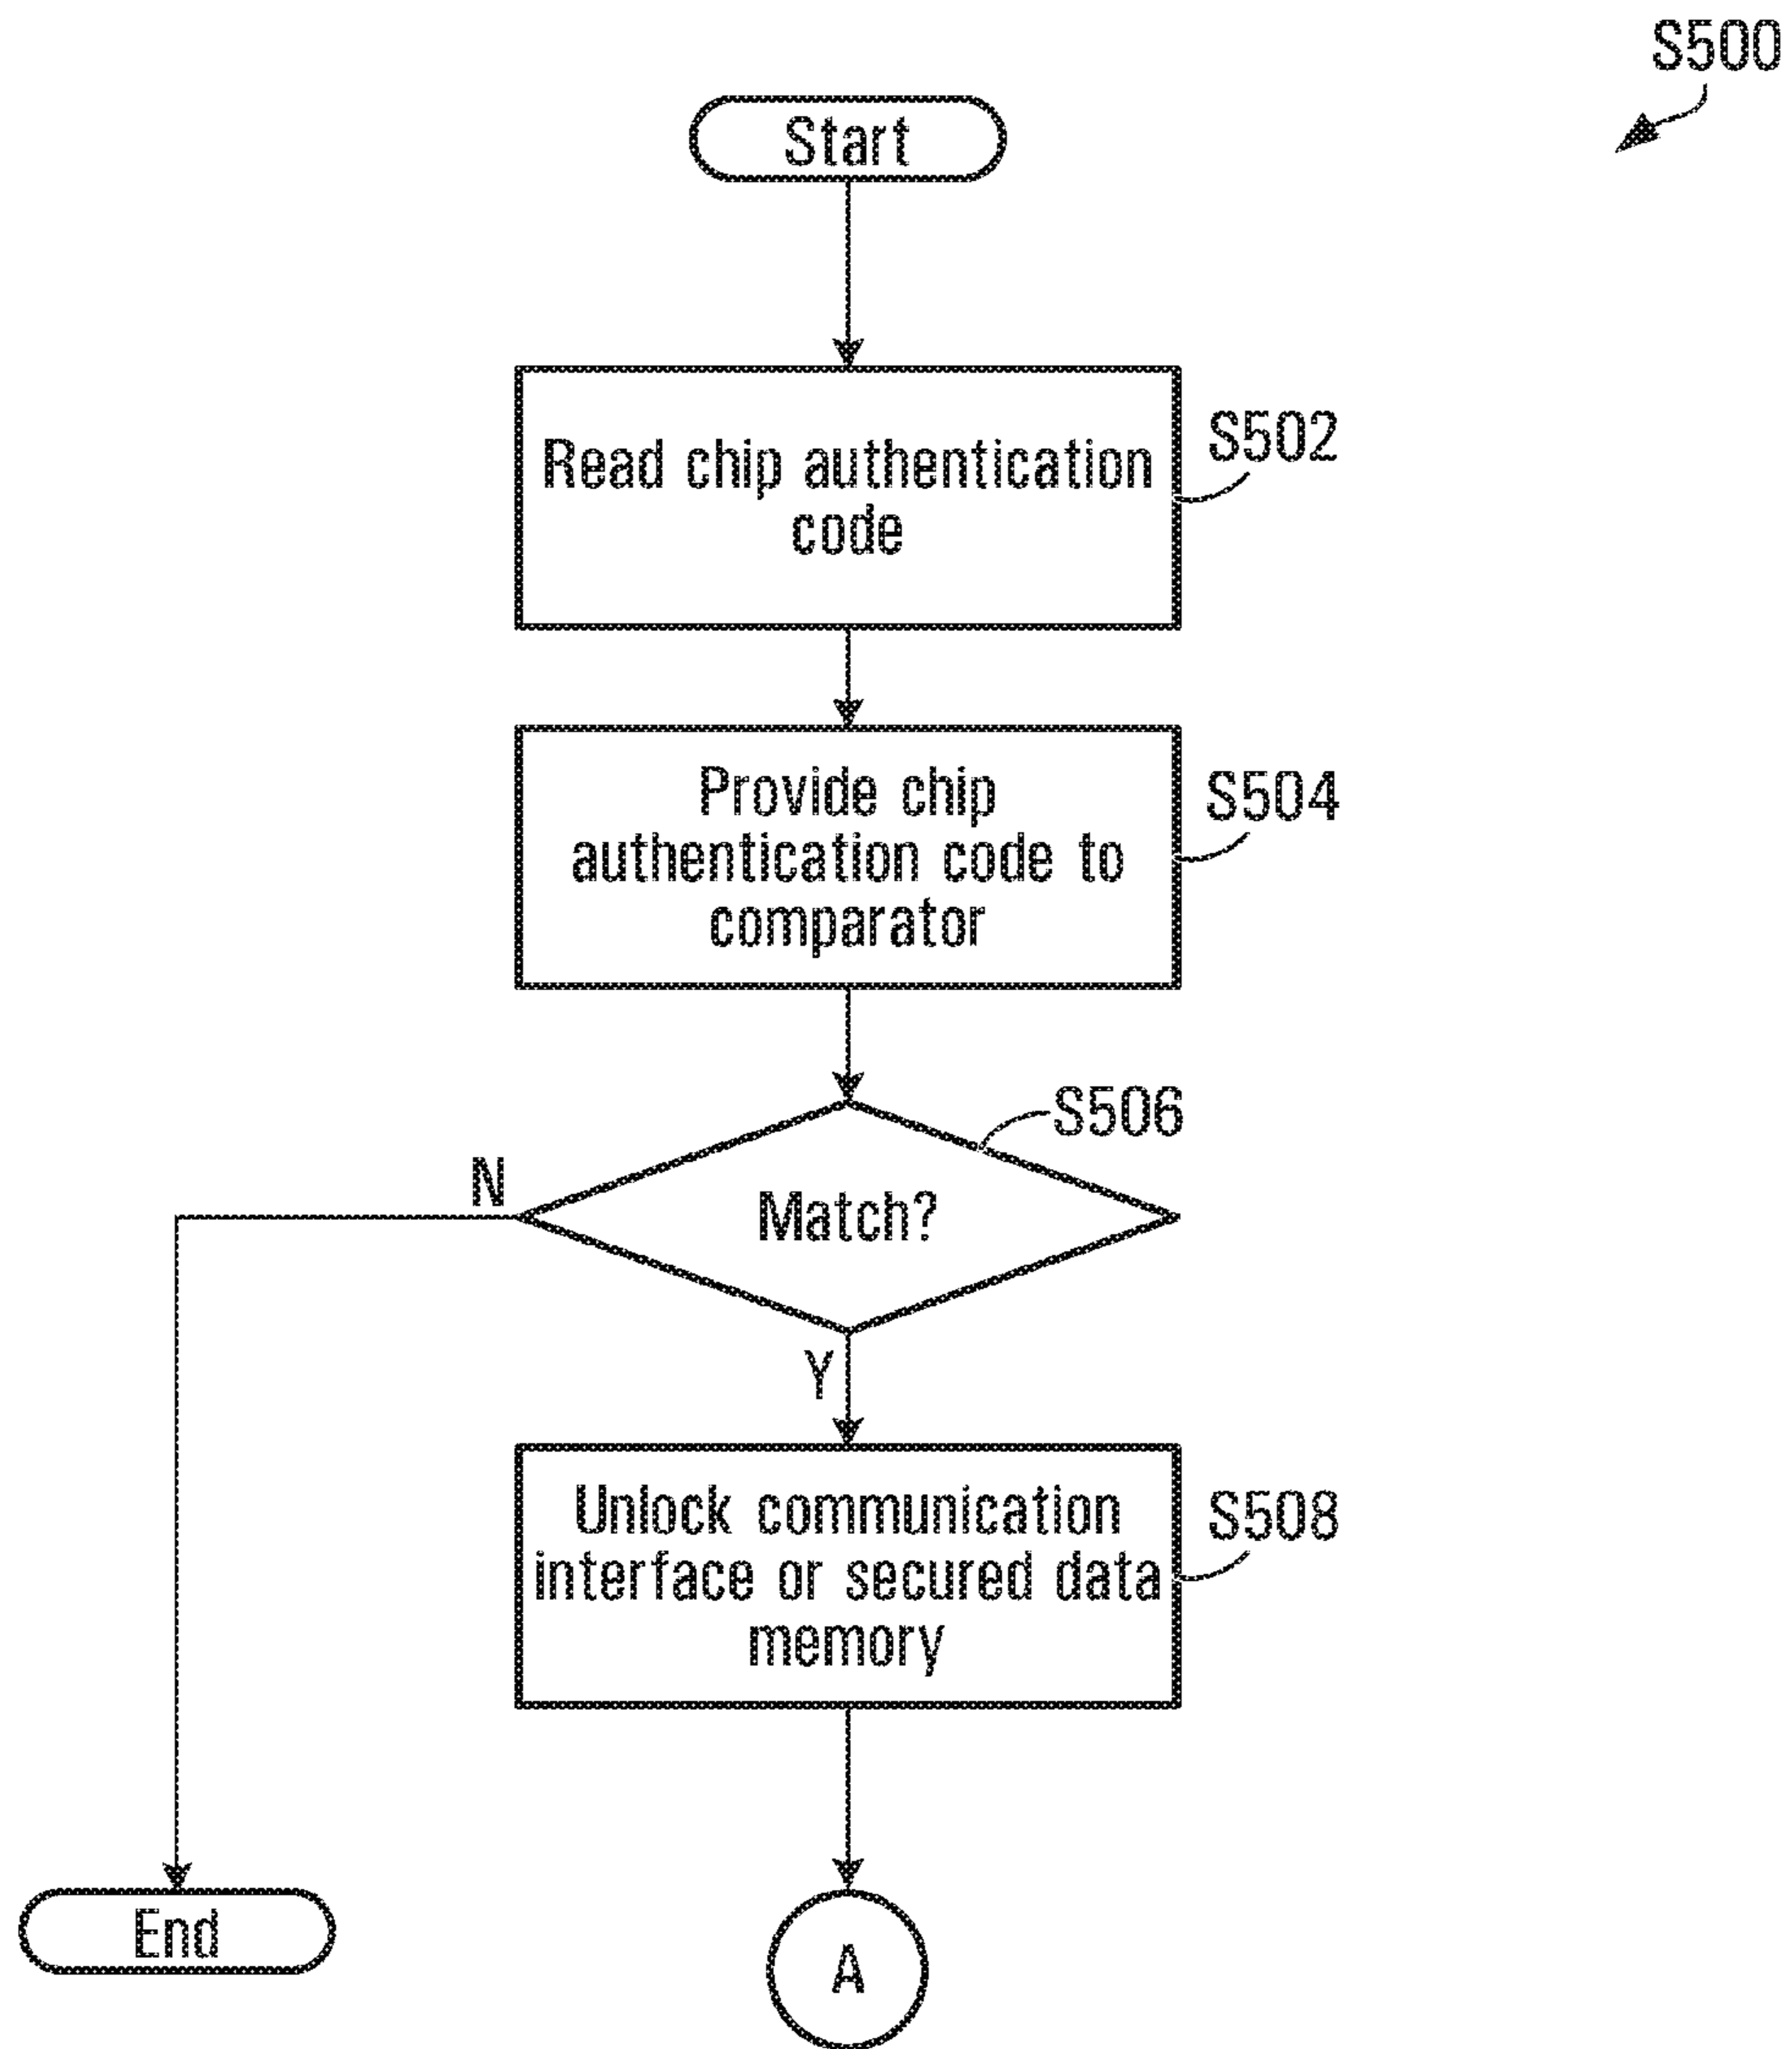 S500
Start
Read chip authentication
code
S502
Provide chip
authentication code to
comparator
S504
S506
Match?
N
Y
Unlock communication
interface or secured data
memory
S508
End
A